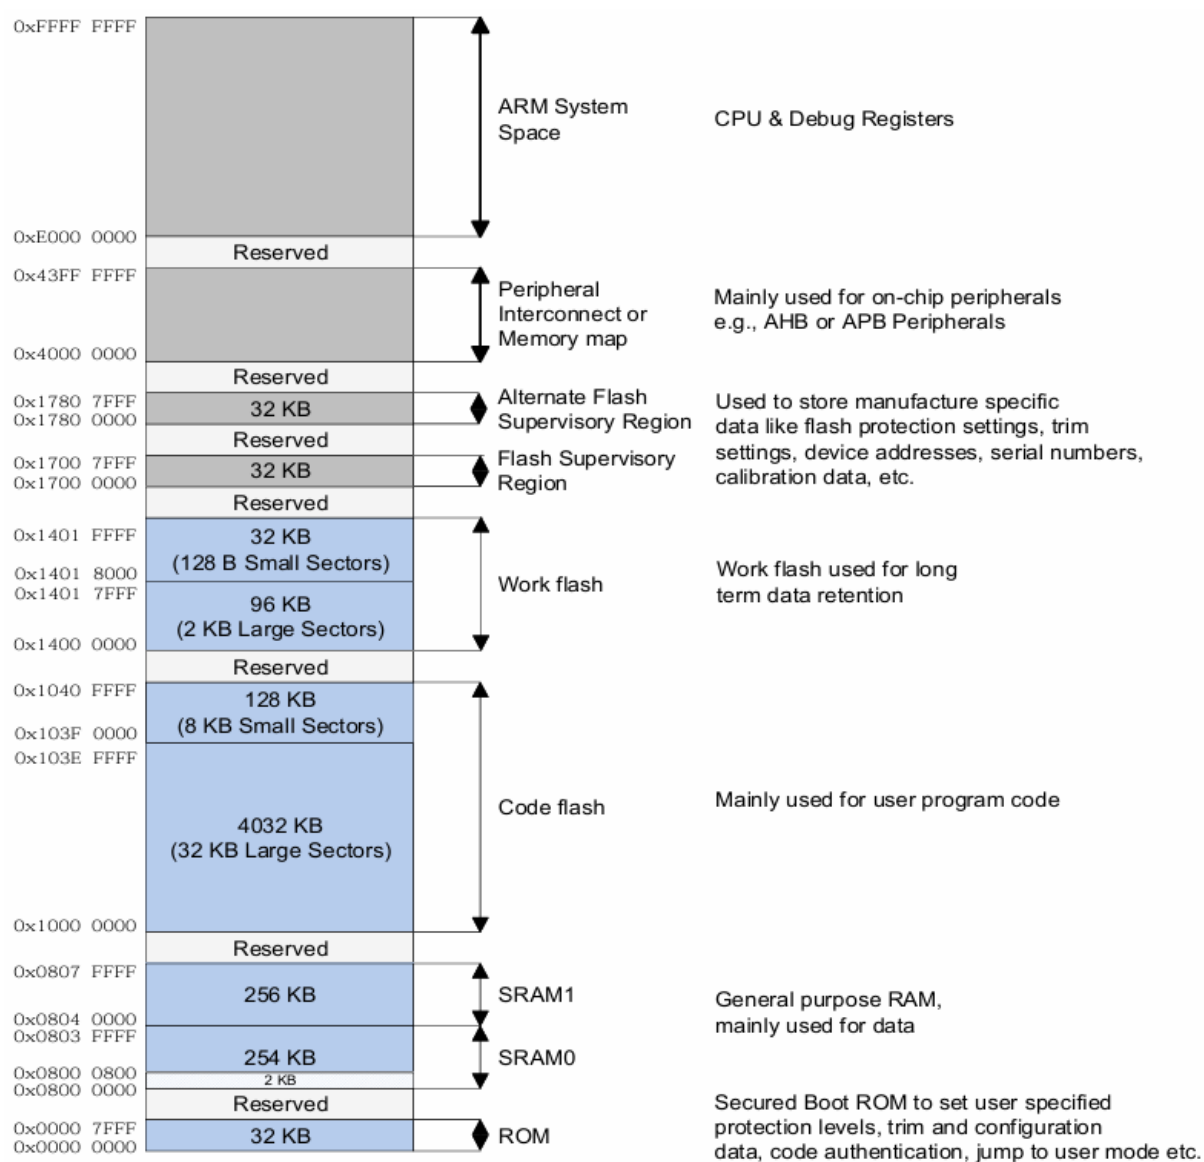 0xFFFF FFFF
ARM System
Space
CPU & Debug Registers
0xE000 0000
Reserved
0x43FF FFFF
Peripheral
Interconnect or
Memory map
Mainly used for on-chip peripherals
e.g., AHB or APB Peripherals
0x4000 0000
Reserved
0x1780 7FFF
0x1780 0000
32 KB
Alternate Flash
Supervisory Region
Used to store manufacture specific
data like flash protection settings, trim
settings, device addresses, serial numbers,
calibration data, etc.
Reserved
0x1700 7FFF
0x1700 0000
32 KB
Flash Supervisory
Region
Reserved
0x1401 FFFF
32 KB
(128 B Small Sectors)
0x1401 8000
0x1401 7FFF
Work flash
Work flash used for long
term data retention
96 KB
(2 KB Large Sectors)
0x1400 0000
Reserved
0x1040 FFFF
128 KB
(8 KB Small Sectors)
0x103F 0000
0x103E FFFF
Code flash
Mainly used for user program code
4032 KB
(32 KB Large Sectors)
0x1000 0000
Reserved
0x0807 FFFF
256 KB
SRAM1
General purpose RAM,
mainly used for data
0x0804 0000
0x0803 FFFF
254 KB
SRAM0
0x0800 0800
2 KB
0x0800 0000
Reserved
0x0000 7FFF
0x0000 0000
32 KB
ROM
Secured Boot ROM to set user specified
protection levels, trim and configuration
data, code authentication, jump to user mode etc.